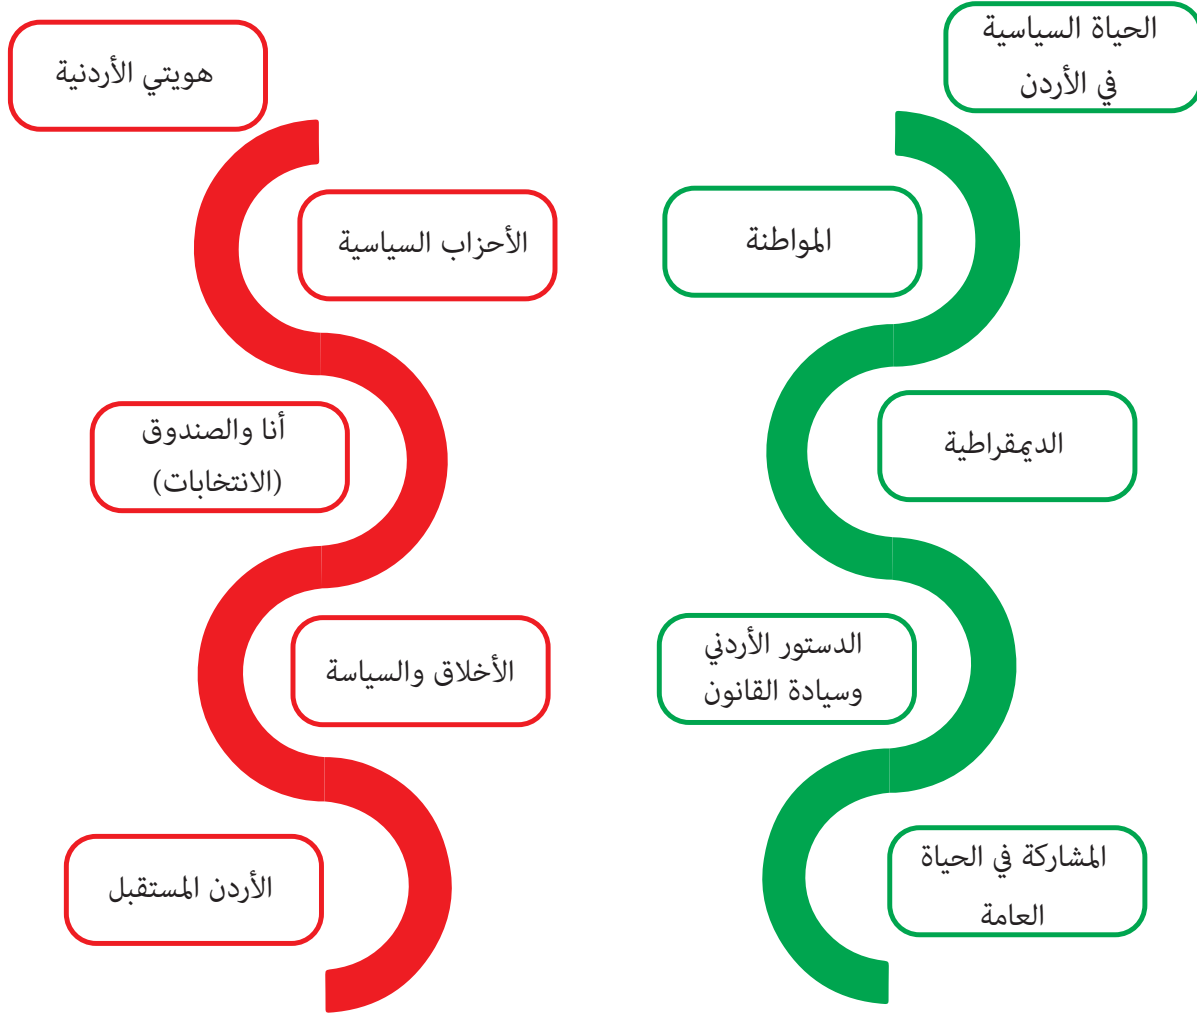 الحياة السياسية
في الأردن
المواطنة
الديمقراطية
الدستور الأردني
وسيادة القانون
المشاركة في الحياة
العامة
هويتي الأردنية
الأحزاب السياسية
أنا والصندوق
(الانتخابات)
الأخلاق والسياسة
الأردن المستقبل